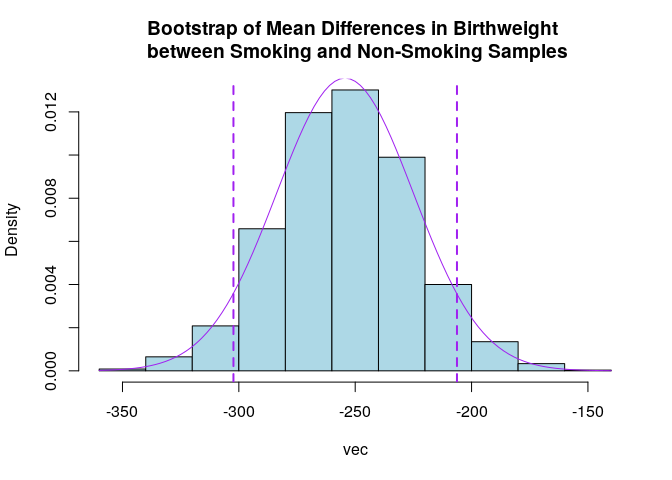 Bootstrap of Mean Differences in Birthweight
between Smoking and Non-Smoking Samples
Density
0.012
0.008
0.004
0.000
-350 -300 -250 -200 -150
vec